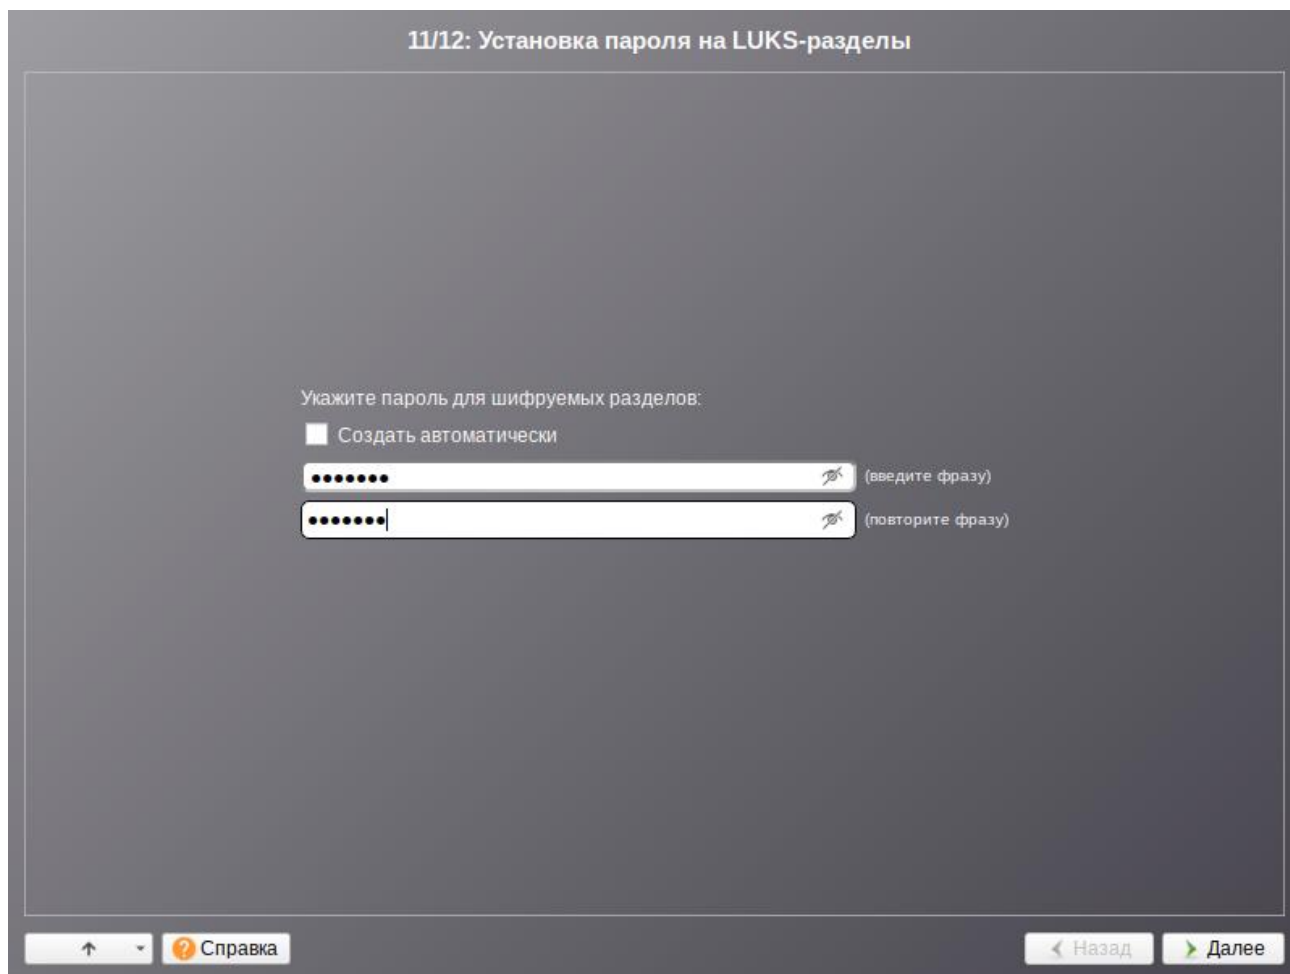 11/12: Установка пароля на LUKS-разделы
Укажите пароль для шифруемых разделов:
Создать автоматически
••••••• (введите фразу)
••••••• (повторите фразу)
Справка Назад Далее